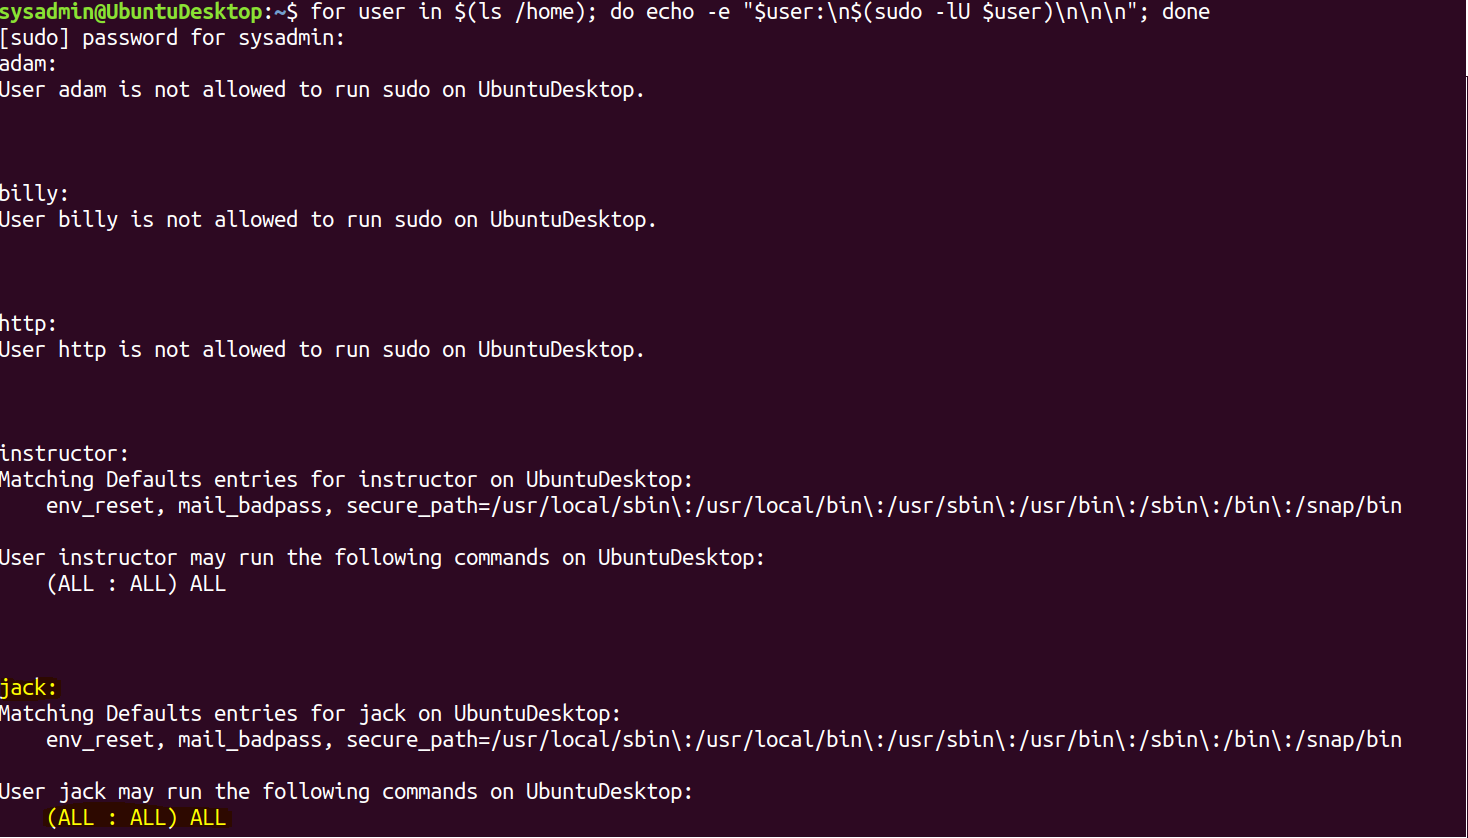 sysadmin@UbuntuDesktop:~$ for user in $(ls /home); do echo -e "$user:\n$(sudo -lU $user)\n\n\n"; done
[sudo] password for sysadmin:
adam:
User adam is not allowed to run sudo on UbuntuDesktop.
billy:
User billy is not allowed to run sudo on UbuntuDesktop.
http:
User http is not allowed to run sudo on UbuntuDesktop.
instructor:
Matching Defaults entries for instructor on UbuntuDesktop:
    env_reset, mail_badpass, secure_path=/usr/local/sbin\:/usr/local/bin\:/usr/sbin\:/usr/bin\:/sbin\:/bin\:/snap/bin
User instructor may run the following commands on UbuntuDesktop:
    (ALL : ALL) ALL
jack:
Matching Defaults entries for jack on UbuntuDesktop:
    env_reset, mail_badpass, secure_path=/usr/local/sbin\:/usr/local/bin\:/usr/sbin\:/usr/bin\:/sbin\:/bin\:/snap/bin
User jack may run the following commands on UbuntuDesktop:
    (ALL : ALL) ALL